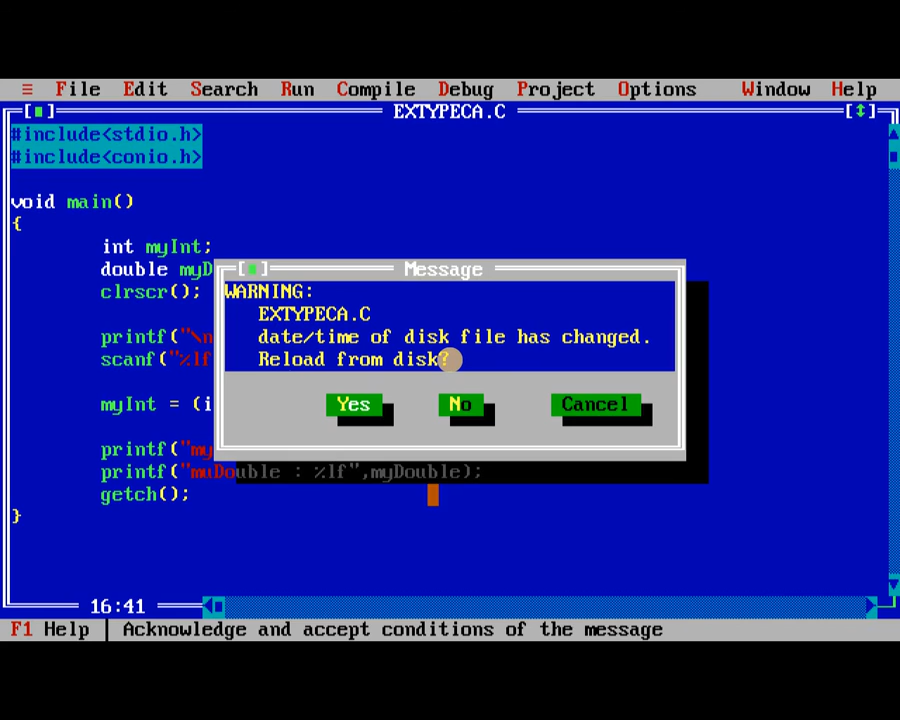 ≡ File Edit Search Run Compile Debug Project Options Window Help
EXTYPECA.C
#include<stdio.h>
#include<conio.h>
void main()
{
int myInt;
double myD
clrscr();
printf("\n
scanf("%lf
myInt = (i
printf("my
printf("muDouble : %lf",myDouble);
getch();
}
Message
WARNING:
EXTYPECA.C
date/time of disk file has changed.
Reload from disk?
Yes No Cancel
16:41
F1 Help Acknowledge and accept conditions of the message